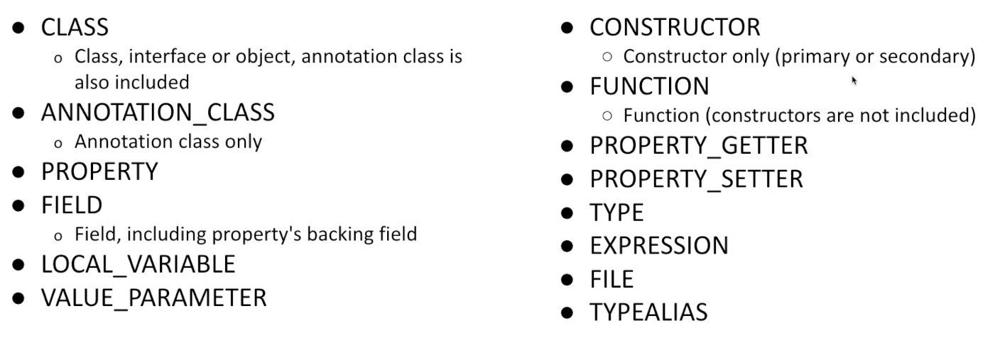 ● CLASS
o Class, interface or object, annotation class is
also included
● ANNOTATION_CLASS
o Annotation class only
● PROPERTY
● FIELD
o Field, including property's backing field
● LOCAL_VARIABLE
● VALUE_PARAMETER
● CONSTRUCTOR
○ Constructor only (primary or secondary)
● FUNCTION
○ Function (constructors are not included)
● PROPERTY_GETTER
● PROPERTY_SETTER
● TYPE
● EXPRESSION
● FILE
● TYPEALIAS